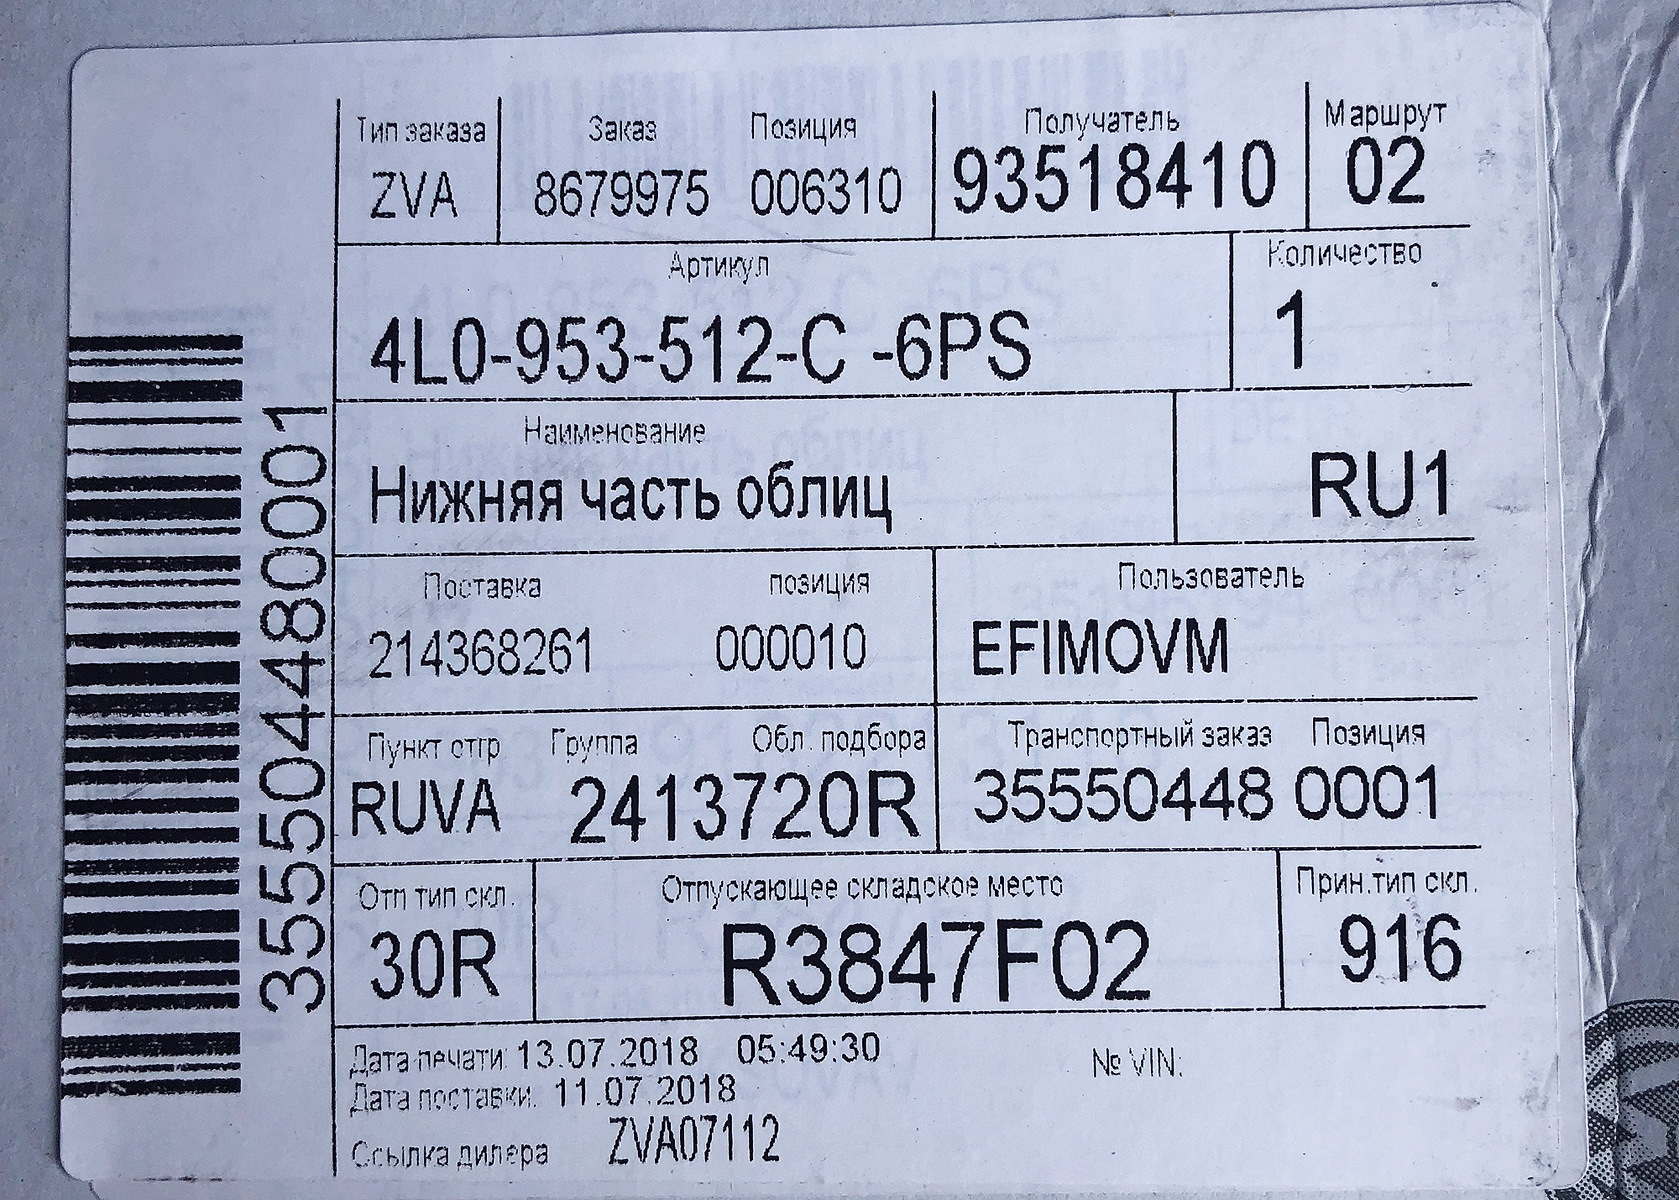 Тип заказа Заказ Позиция Получатель Маршрут
ZVA 8679975 006310 93518410 02
Артикул Количество
4L0-953-512-C -6PS 1
Наименование
Нижняя часть облиц RU1
Поставка позиция Пользователь
214368261 000010 EFIMOVM
Пункт отгр Группа Обл. подбора Транспортный заказ Позиция
RUVA 2413720R 35550448 0001
Отп тип скл. Отпускающее складское место Прин.тип скл.
30R R3847F02 916
Дата печати: 13.07.2018 05:49:30 № VIN:
Дата поставки: 11.07.2018
Ссылка дилера ZVA07112
355504480001